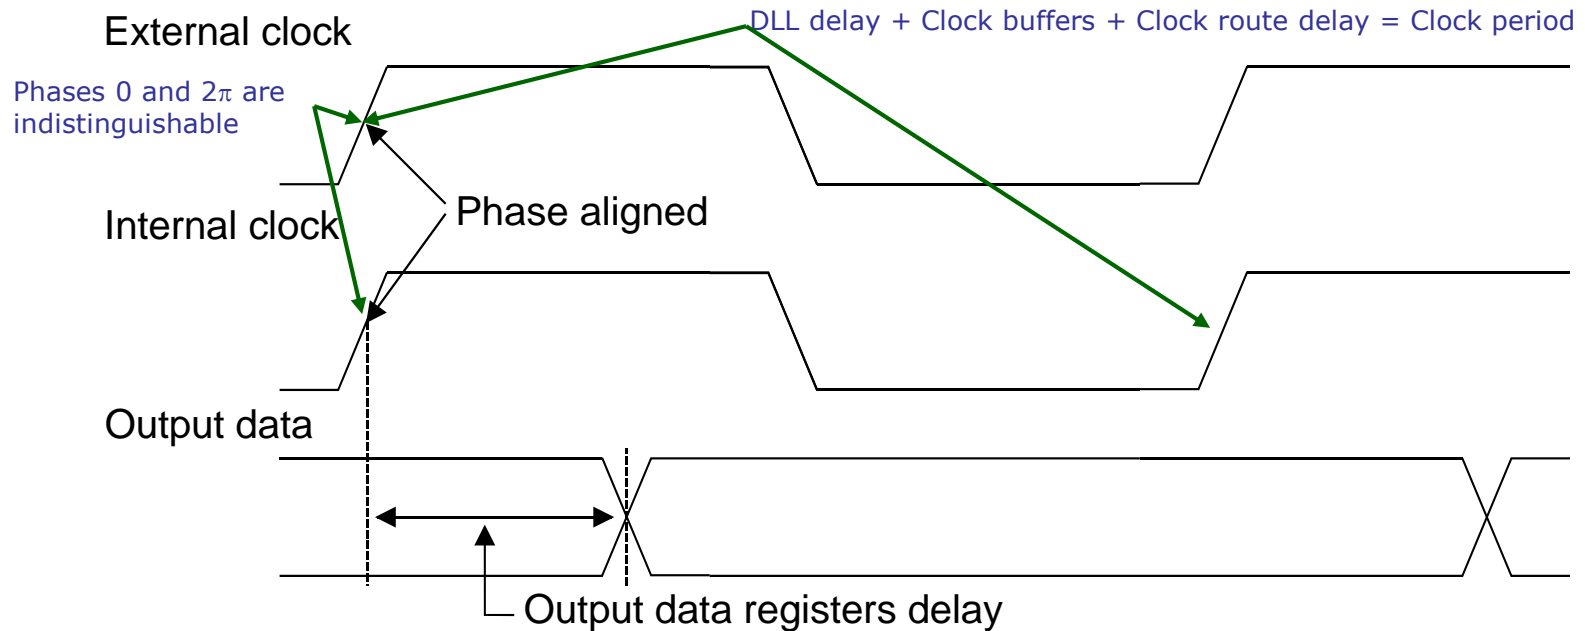 DLL delay + Clock buffers + Clock route delay = Clock period
External clock
Phases 0 and 2π are
indistinguishable
Phase aligned
Internal clock
Output data
Output data registers delay